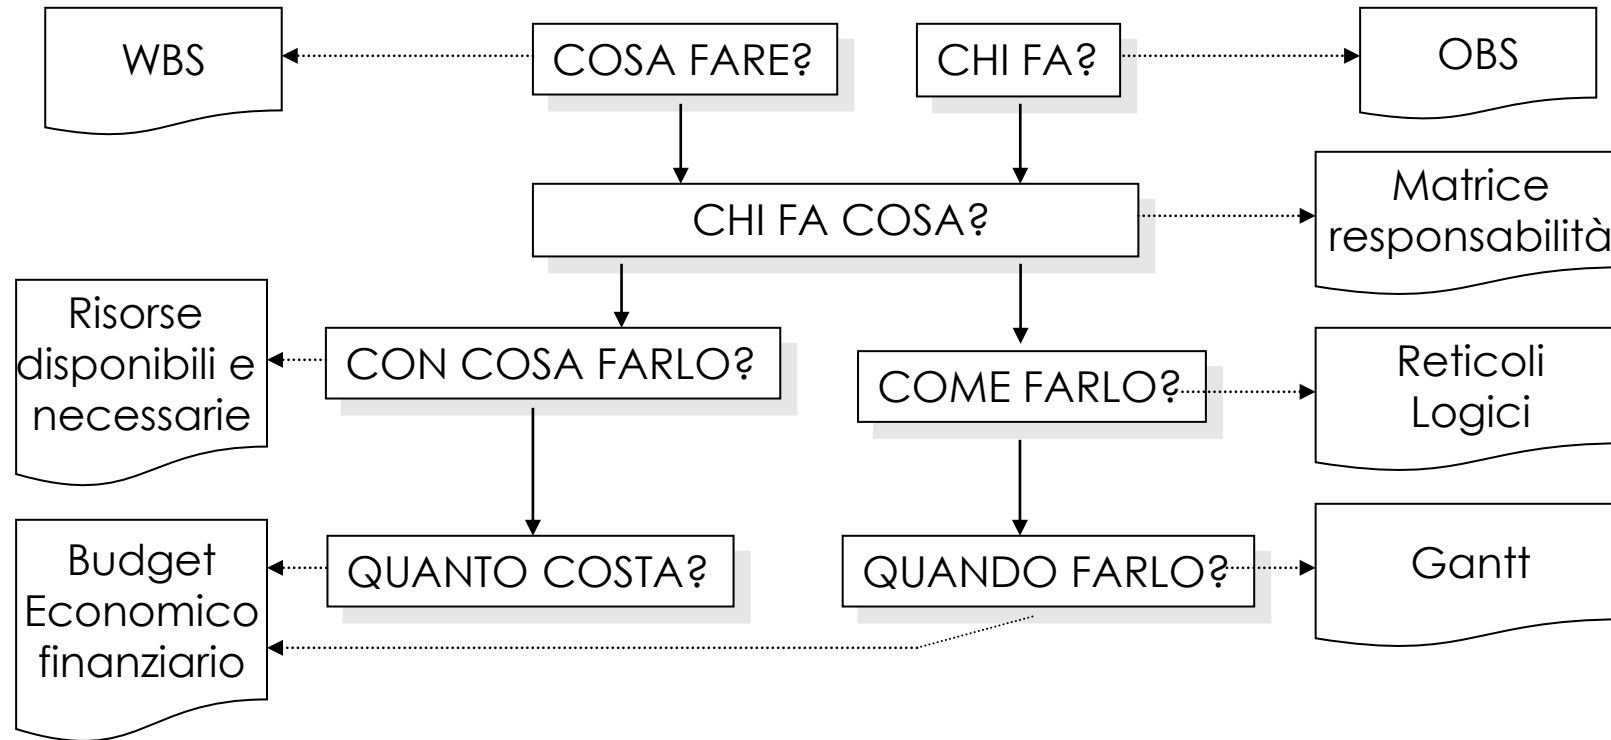 WBS
COSA FARE?
CHI FA?
OBS
CHI FA COSA?
Matrice
responsabilità
Risorse
disponibili e
necessarie
CON COSA FARLO?
COME FARLO?
Reticoli
Logici
Budget
Economico
finanziario
QUANTO COSTA?
QUANDO FARLO?
Gantt